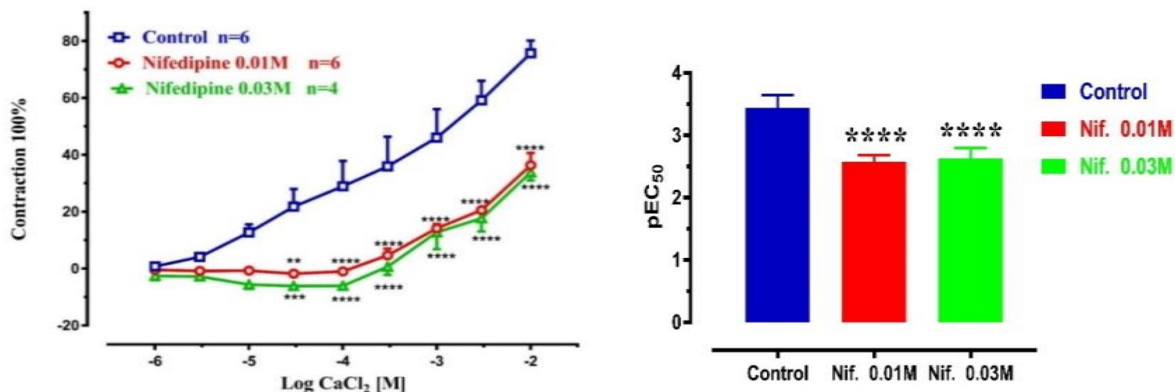 Control n=6
Nifedipine 0.01M n=6
Nifedipine 0.03M n=4
Contraction 100%
80
60
40
20
0
-20
**
****
****
****
****
****
***
****
****
****
****
****
-6
-5
-4
-3
-2
Log CaCl₂ [M]
pEC₅₀
4
3
2
1
0
****
****
Control
Nif. 0.01M
Nif. 0.03M
Control
Nif. 0.01M
Nif. 0.03M